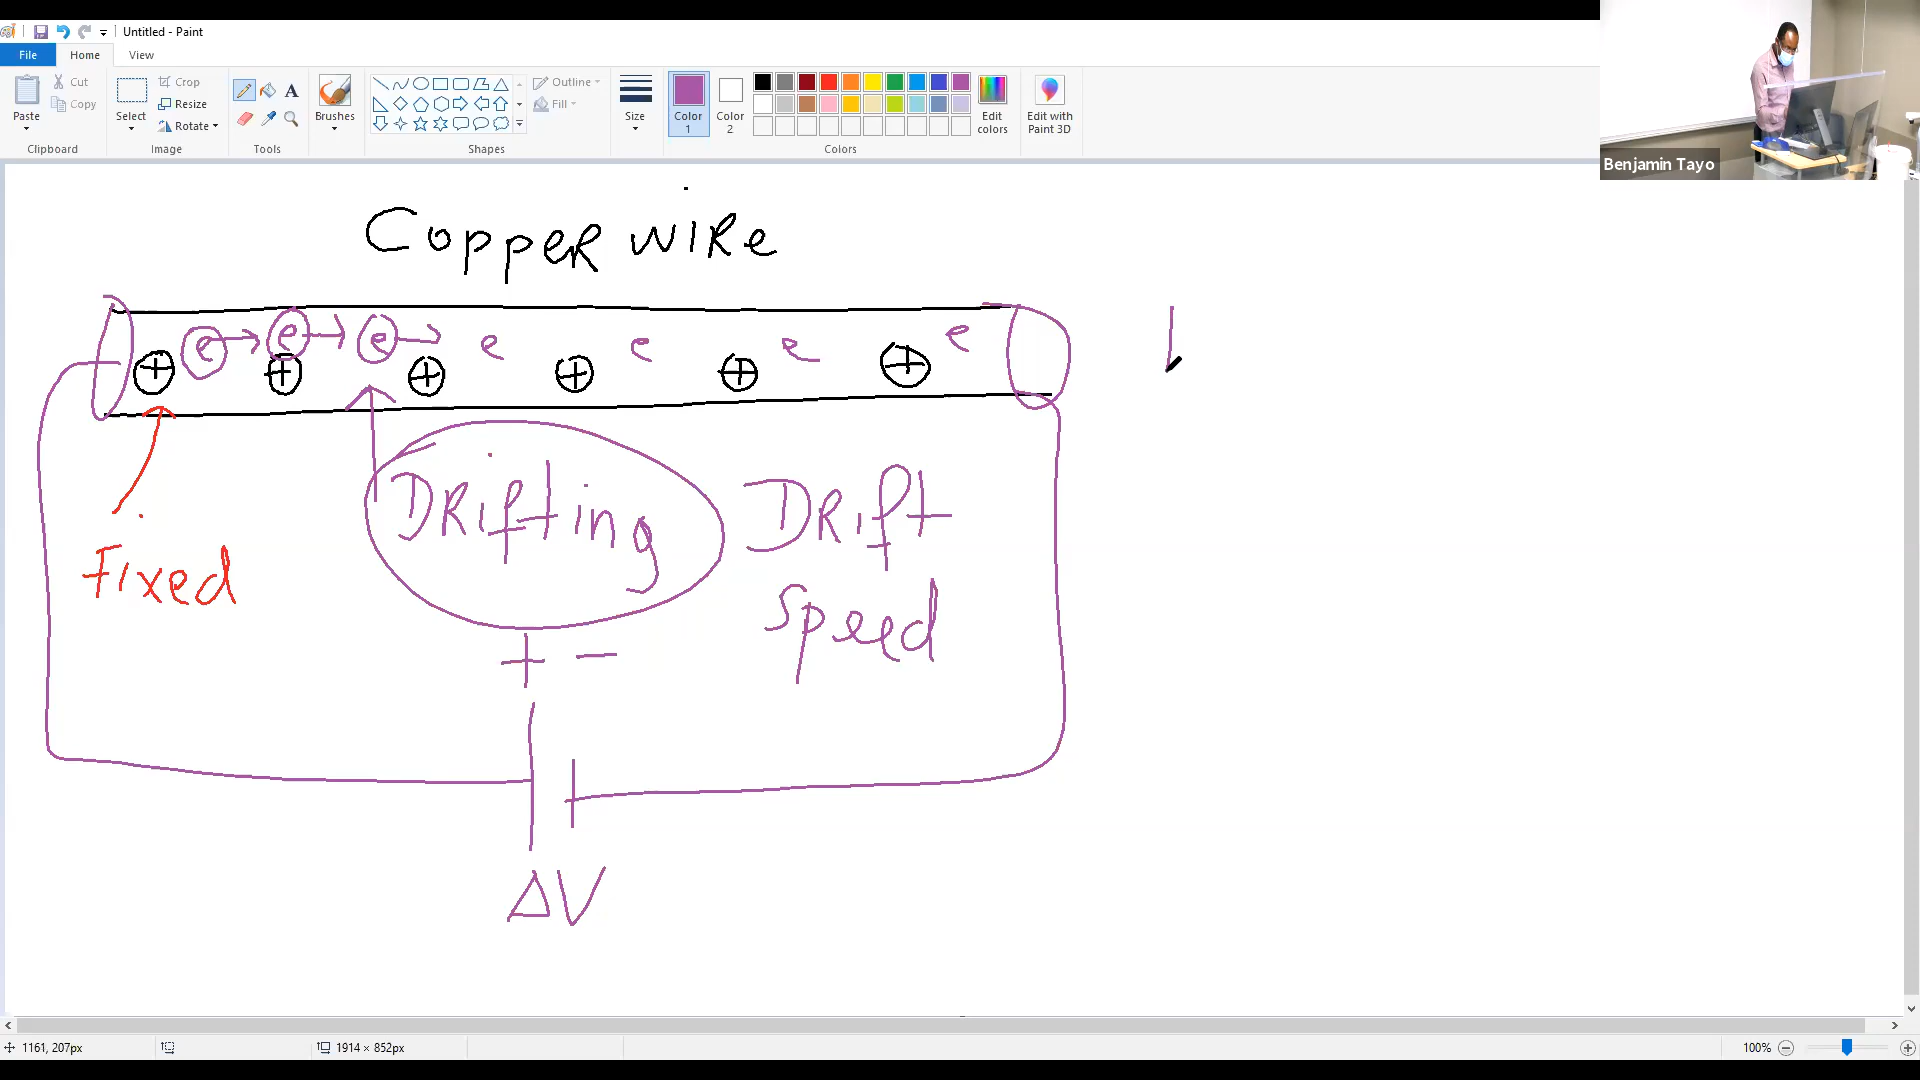 Untitled - Paint
File Home View
Paste
Cut
Copy
Clipboard
Select
Crop
Resize
Rotate
Image
Tools
A
Brushes
Shapes
Outline
Fill
Size
Color 1
Color 2
Colors
Edit colors
Edit with Paint 3D
Benjamin Tayo
Copper wire
e e e e e e e
+ + + + + +
Fixed
Drifting
Drift
Speed
+ −
ΔV
1161, 207px
1914 × 852px
100%